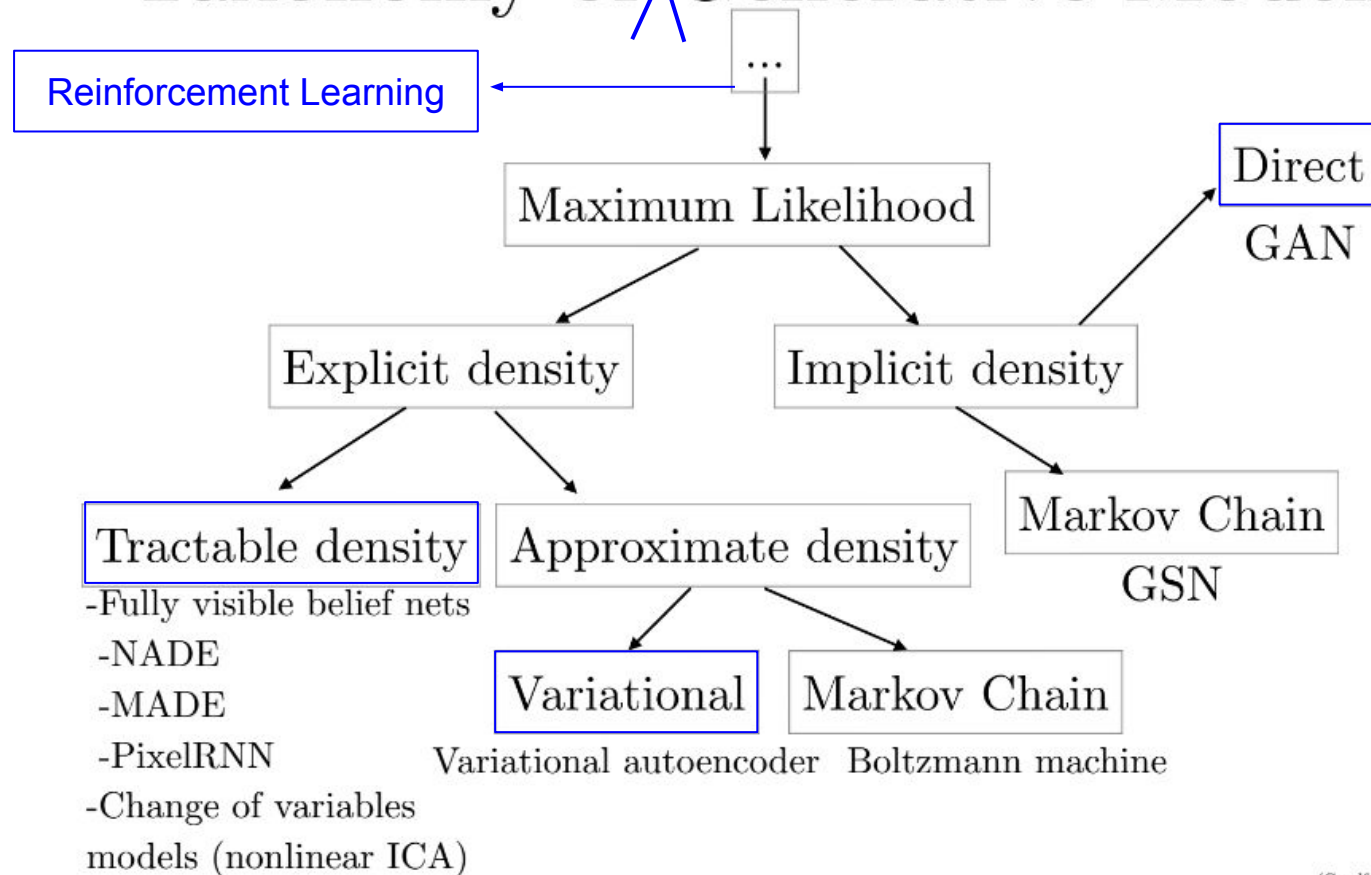 ...
Reinforcement Learning
Maximum Likelihood
Direct
GAN
Explicit density
Implicit density
Tractable density
Approximate density
Markov Chain
GSN
-Fully visible belief nets
-NADE
-MADE
-PixelRNN
-Change of variables
models (nonlinear ICA)
Variational
Markov Chain
Variational autoencoder
Boltzmann machine